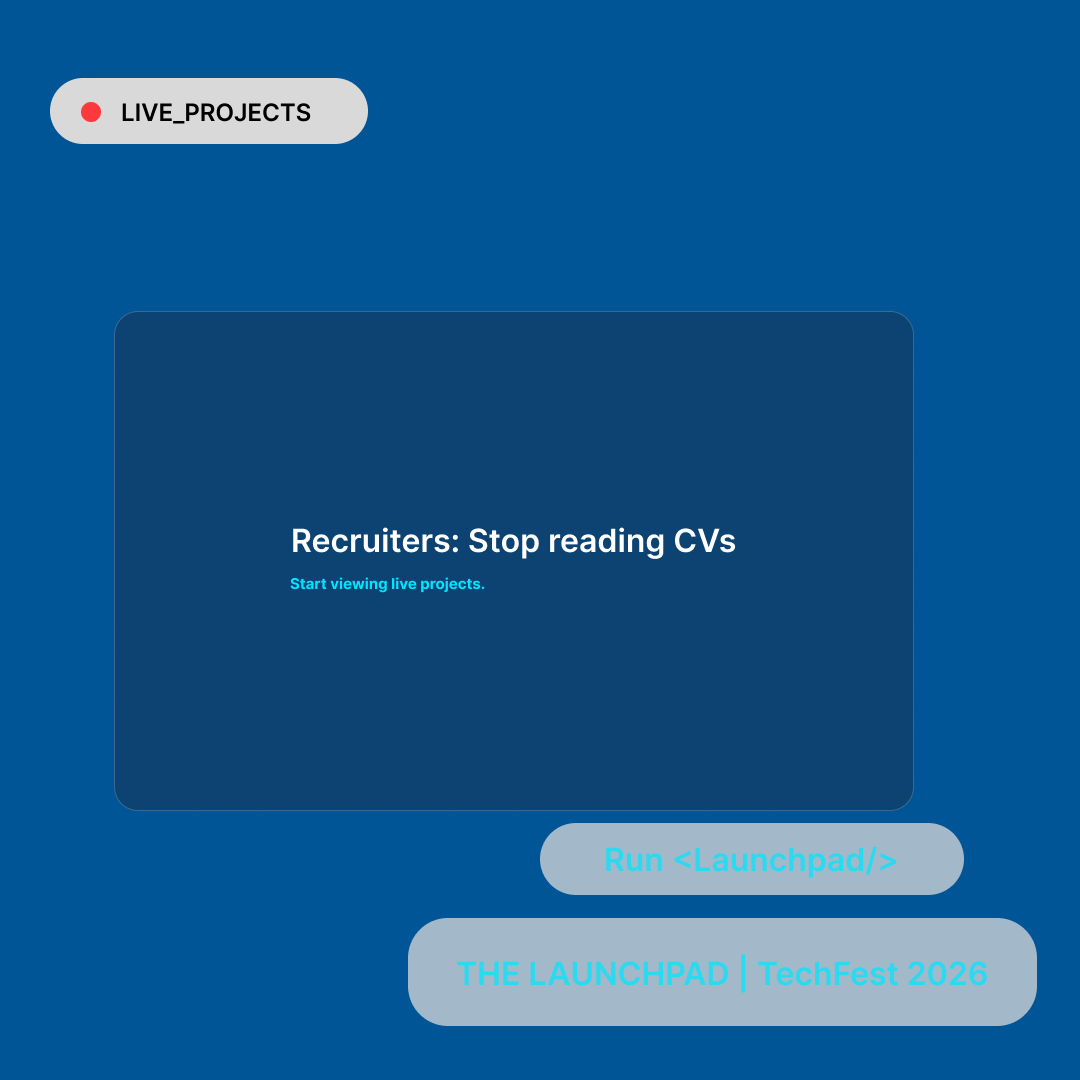 LIVE_PROJECTS
Recruiters: Stop reading CVs
Start viewing live projects.
Run <Launchpad/>
THE LAUNCHPAD | TechFest 2026